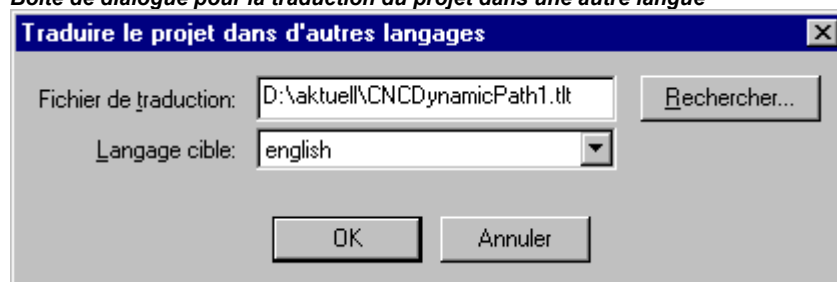 Boîte de dialogue pour la traduction du projet dans une autre langue
Traduire le projet dans d'autres langages
Fichier de traduction: D:\aktuell\CNCDynamicPath1.tlt Rechercher...
Langage cible: english
OK Annuler